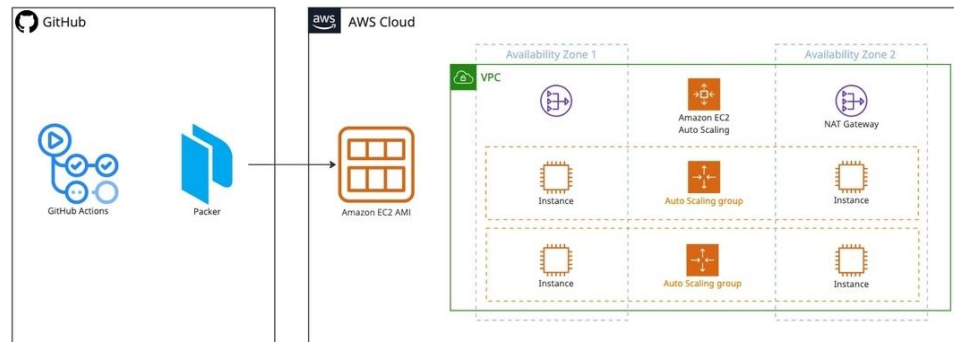 GitHub
GitHub Actions
Packer
aws
AWS Cloud
Amazon EC2 AMI
Availability Zone 1
Availability Zone 2
VPC
Amazon EC2
Auto Scaling
NAT Gateway
Instance
Auto Scaling group
Instance
Instance
Auto Scaling group
Instance